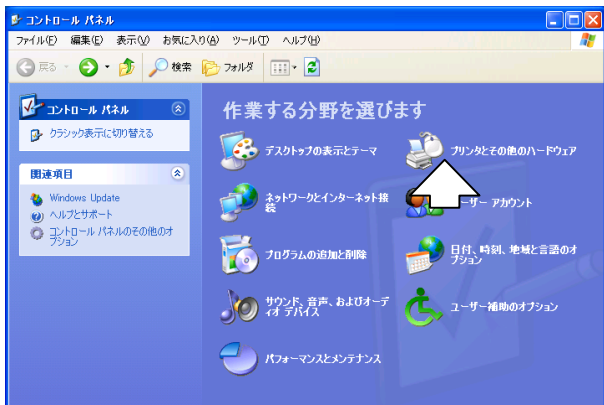 コントロール パネル
ファイル(F) 編集(E) 表示(V) お気に入り(A) ツール(T) ヘルプ(H)
戻る 検索 フォルダ
コントロール パネル
クラシック表示に切り替える
関連項目
Windows Update
ヘルプとサポート
コントロール パネルのその他のオ
プション
作業する分野を選びます
デスクトップの表示とテーマ
プリンタとその他のハードウェア
ネットワークとインターネット接
続
ーザー アカウント
プログラムの追加と削除
日付、時刻、地域と言語のオ
プション
サウンド、音声、およびオーデ
ィオ デバイス
ユーザー補助のオプション
パフォーマンスとメンテナンス